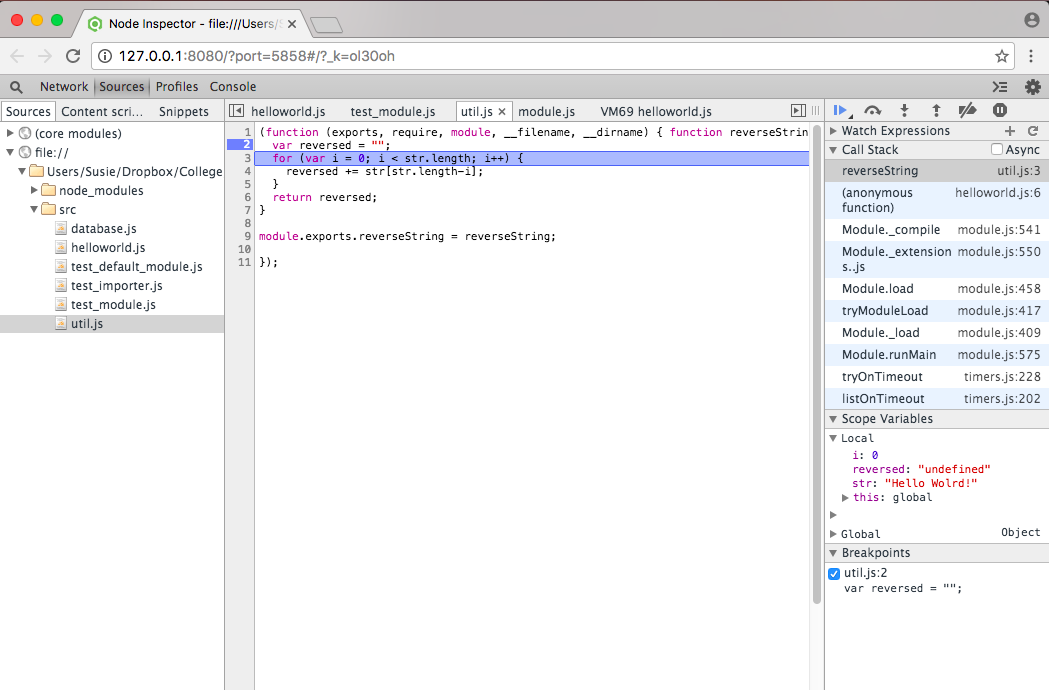 Node Inspector - file:///Users/S
127.0.0.1:8080/?port=5858#/?_k=ol30oh
Network Sources Profiles Console
Sources Content scri... Snippets
helloworld.js test_module.js util.js × module.js VM69 helloworld.js
(core modules)
file://
Users/Susie/Dropbox/College
node_modules
src
database.js
helloworld.js
test_default_module.js
test_importer.js
test_module.js
util.js
1 (function (exports, require, module, __filename, __dirname) { function reverseStrin
2 var reversed = "";
3 for (var i = 0; i < str.length; i++) {
4 reversed += str[str.length-i];
5 }
6 return reversed;
7 }
8
9 module.exports.reverseString = reverseString;
10
11 });
Watch Expressions
Call Stack Async
reverseString util.js:3
(anonymous helloworld.js:6
function)
Module._compile module.js:541
Module._extension module.js:550
s..js
Module.load module.js:458
tryModuleLoad module.js:417
Module._load module.js:409
Module.runMain module.js:575
tryOnTimeout timers.js:228
listOnTimeout timers.js:202
Scope Variables
Local
i: 0
reversed: "undefined"
str: "Hello Wolrd!"
this: global
Global Object
Breakpoints
util.js:2
var reversed = "";